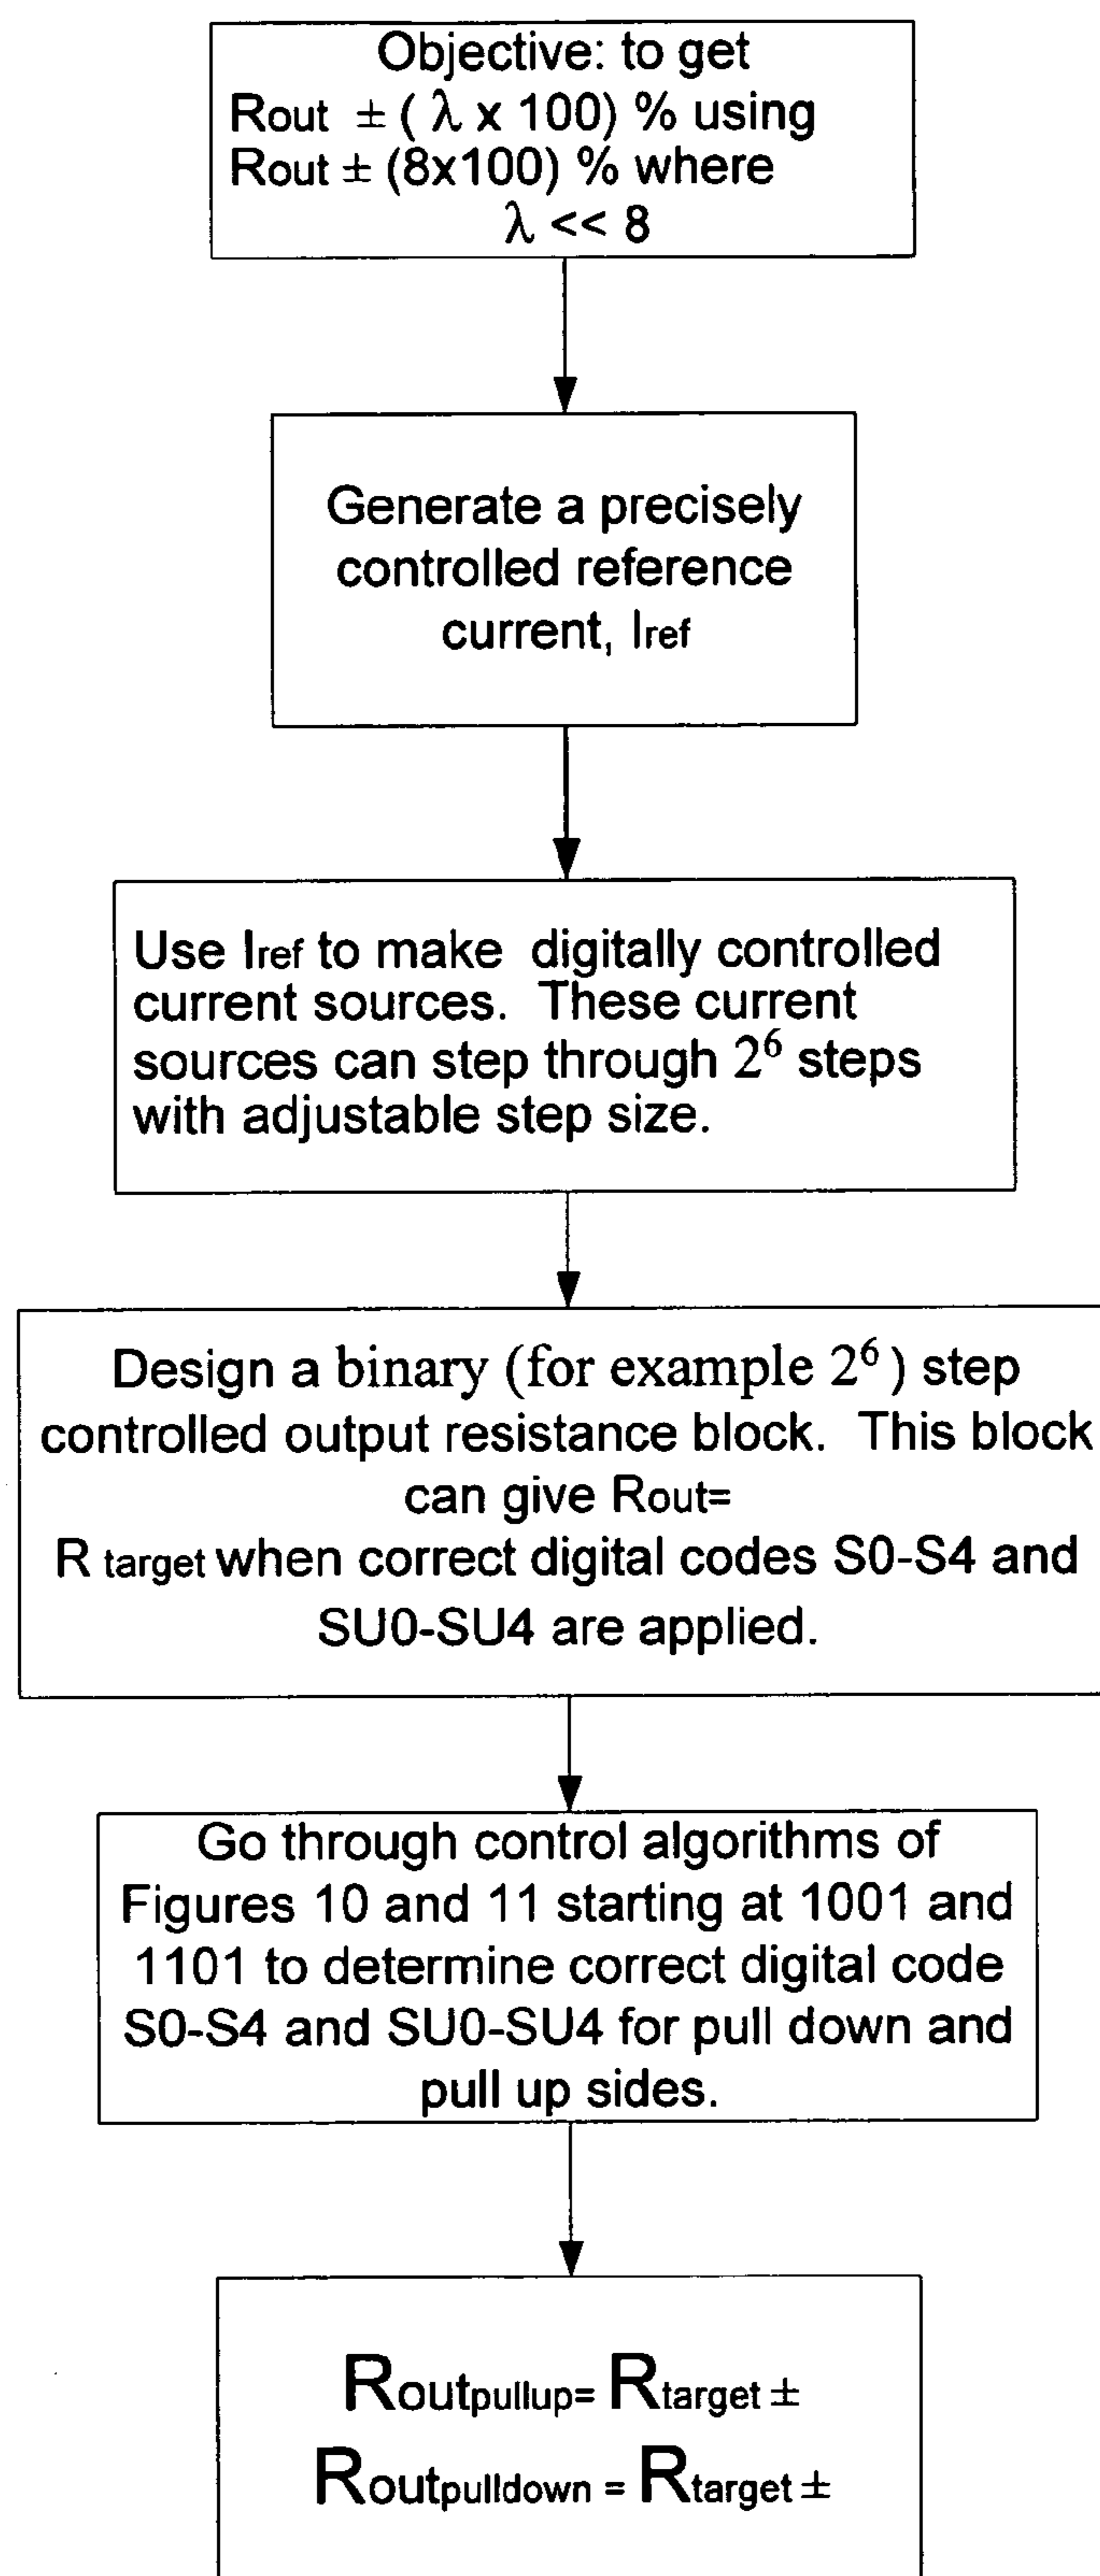 Objective: to get
Rout ± ( λ x 100) % using
Rout ± (8x100) % where
λ << 8
Generate a precisely
controlled reference
current, Iref
Use Iref to make digitally controlled
current sources. These current
sources can step through 2⁶ steps
with adjustable step size.
Design a binary (for example 2⁶) step
controlled output resistance block. This block
can give Rout=
R target when correct digital codes S0-S4 and
SU0-SU4 are applied.
Go through control algorithms of
Figures 10 and 11 starting at 1001 and
1101 to determine correct digital code
S0-S4 and SU0-SU4 for pull down and
pull up sides.
Routpullup= Rtarget ±
Routpulldown = Rtarget ±